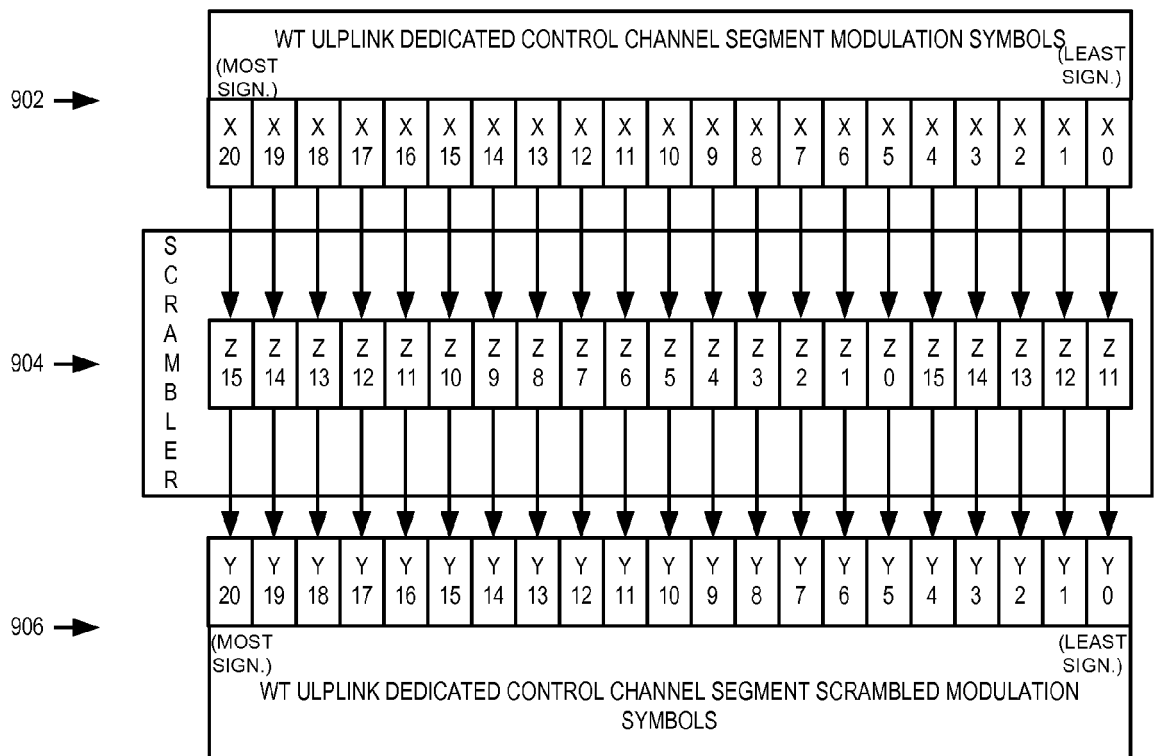 WT ULPLINK DEDICATED CONTROL CHANNEL SEGMENT MODULATION SYMBOLS
(MOST SIGN.)
(LEAST SIGN.)
902
X 20 X 19 X 18 X 17 X 16 X 15 X 14 X 13 X 12 X 11 X 10 X 9 X 8 X 7 X 6 X 5 X 4 X 3 X 2 X 1 X 0
SCRAMBLER
904
Z 15 Z 14 Z 13 Z 12 Z 11 Z 10 Z 9 Z 8 Z 7 Z 6 Z 5 Z 4 Z 3 Z 2 Z 1 Z 0 Z 15 Z 14 Z 13 Z 12 Z 11
Y 20 Y 19 Y 18 Y 17 Y 16 Y 15 Y 14 Y 13 Y 12 Y 11 Y 10 Y 9 Y 8 Y 7 Y 6 Y 5 Y 4 Y 3 Y 2 Y 1 Y 0
906
(MOST SIGN.)
(LEAST SIGN.)
WT ULPLINK DEDICATED CONTROL CHANNEL SEGMENT SCRAMBLED MODULATION
SYMBOLS